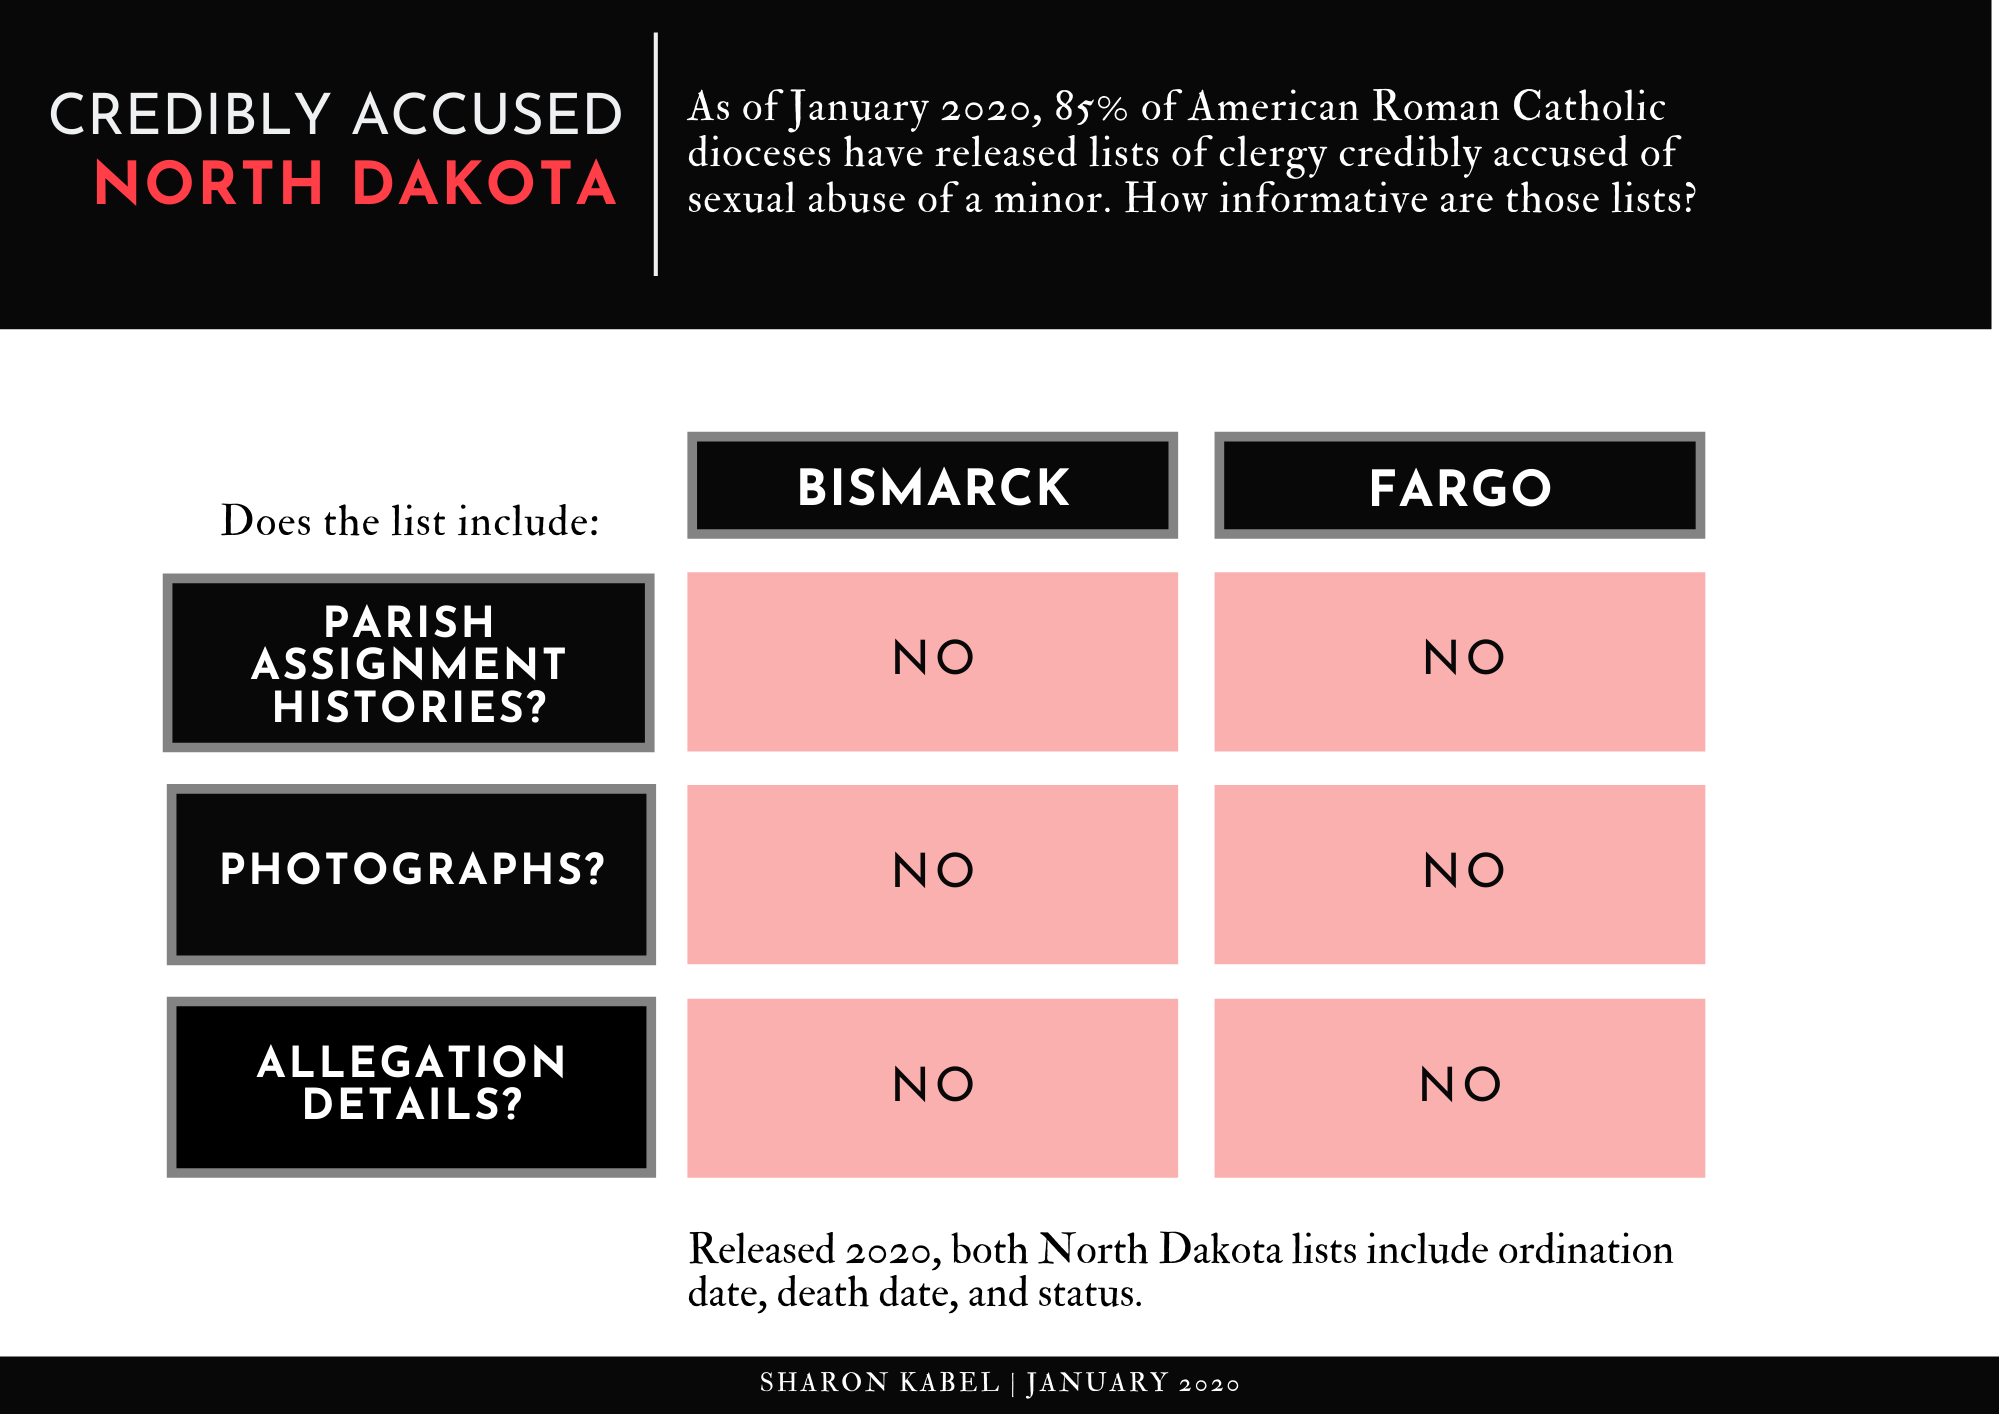 CREDIBLY ACCUSED
NORTH DAKOTA
As of January 2020, 85% of American Roman Catholic
dioceses have released lists of clergy credibly accused of
sexual abuse of a minor. How informative are those lists?
Does the list include:
BISMARCK
FARGO
PARISH
ASSIGNMENT
HISTORIES?
NO
NO
PHOTOGRAPHS?
NO
NO
ALLEGATION
DETAILS?
NO
NO
Released 2020, both North Dakota lists include ordination
date, death date, and status.
SHARON KABEL | JANUARY 2020